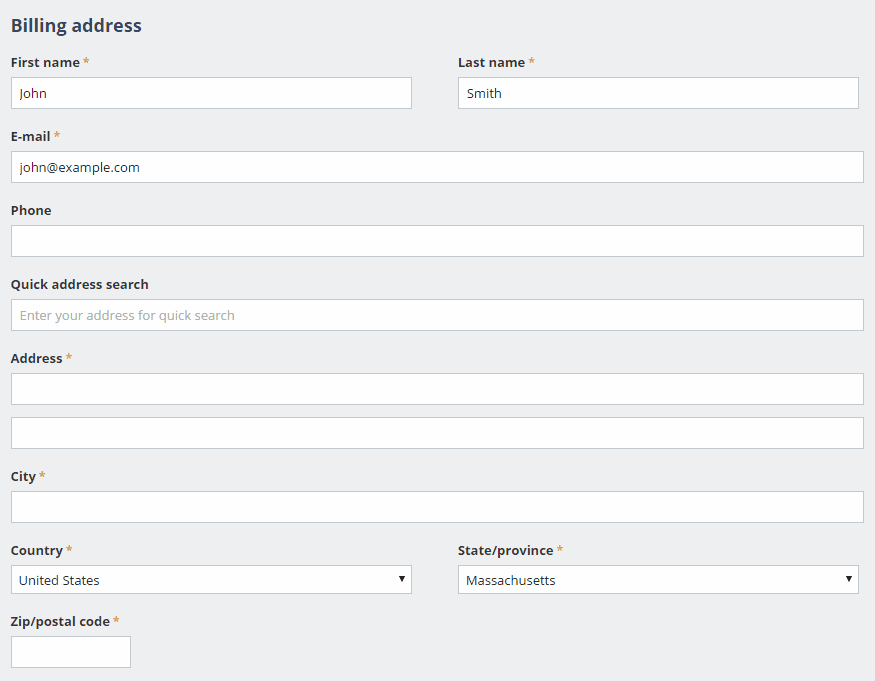 Billing address
First name *
Last name *
John
Smith
E-mail *
john@example.com
Phone
Quick address search
Enter your address for quick search
Address *
City *
Country *
State/province *
United States
Massachusetts
Zip/postal code *